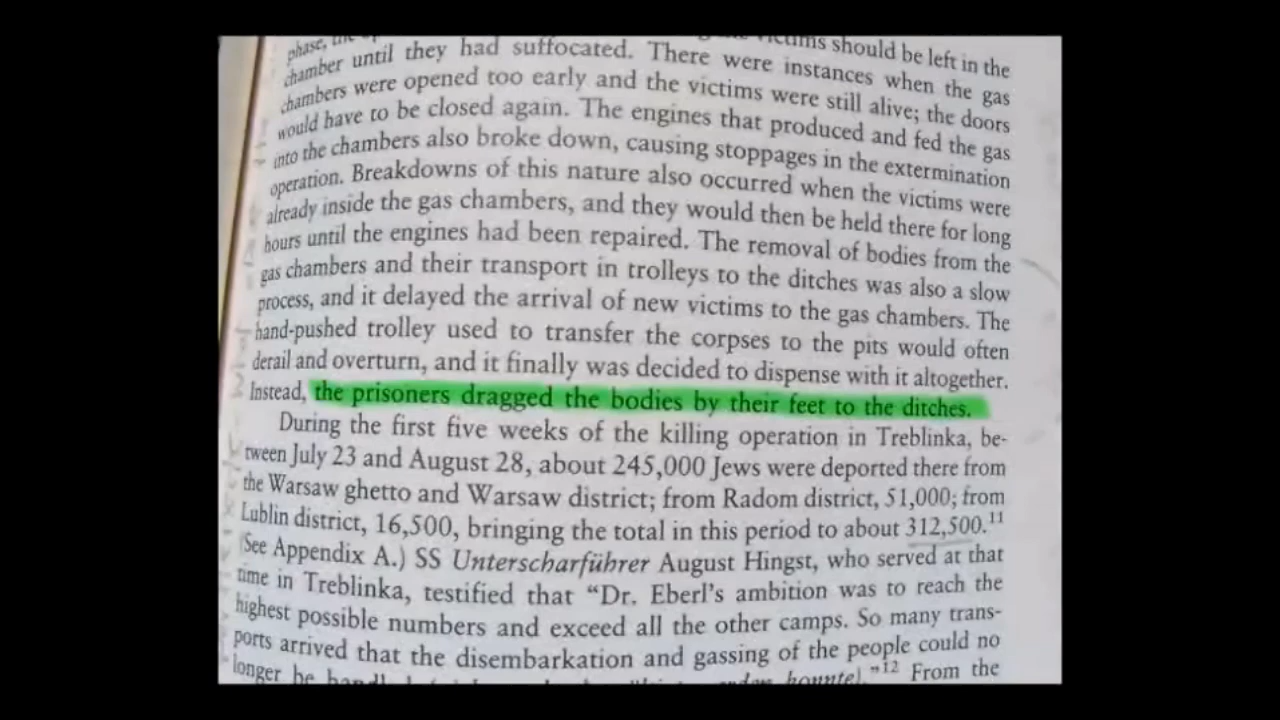 phase, the victims should be left in the
chamber until they had suffocated. There were instances when the gas
chambers were opened too early and the victims were still alive; the doors
would have to be closed again. The engines that produced and fed the gas
into the chambers also broke down, causing stoppages in the extermination
operation. Breakdowns of this nature also occurred when the victims were
already inside the gas chambers, and they would then be held there for long
hours until the engines had been repaired. The removal of bodies from the
gas chambers and their transport in trolleys to the ditches was also a slow
process, and it delayed the arrival of new victims to the gas chambers. The
hand-pushed trolley used to transfer the corpses to the pits would often
derail and overturn, and it finally was decided to dispense with it altogether.
Instead, the prisoners dragged the bodies by their feet to the ditches.
During the first five weeks of the killing operation in Treblinka, be-
tween July 23 and August 28, about 245,000 Jews were deported there from
the Warsaw ghetto and Warsaw district; from Radom district, 51,000; from
Lublin district, 16,500, bringing the total in this period to about 312,500.11
(See Appendix A.) SS Unterscharführer August Hingst, who served at that
time in Treblinka, testified that “Dr. Eberl's ambition was to reach the
highest possible numbers and exceed all the other camps. So many trans-
ports arrived that the disembarkation and gassing of the people could no
longer be ”12 From the